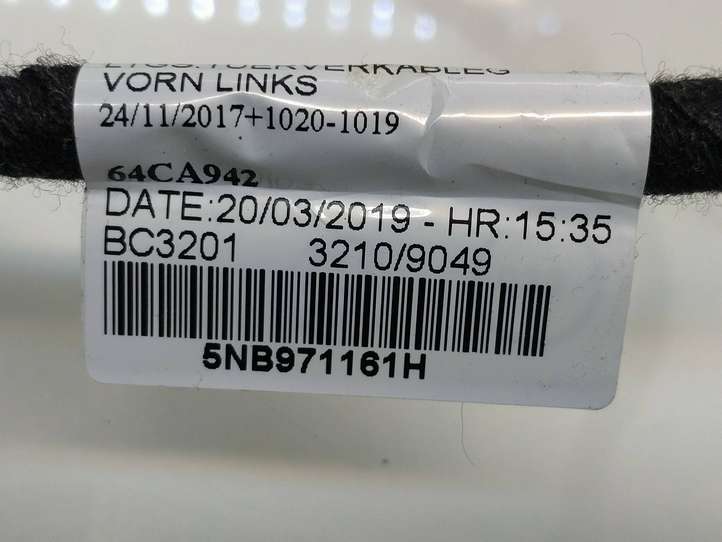 VORN LINKS
24/11/2017+1020-1019
64CA942
DATE:20/03/2019 - HR:15:35
BC3201 3210/9049
5NB971161H